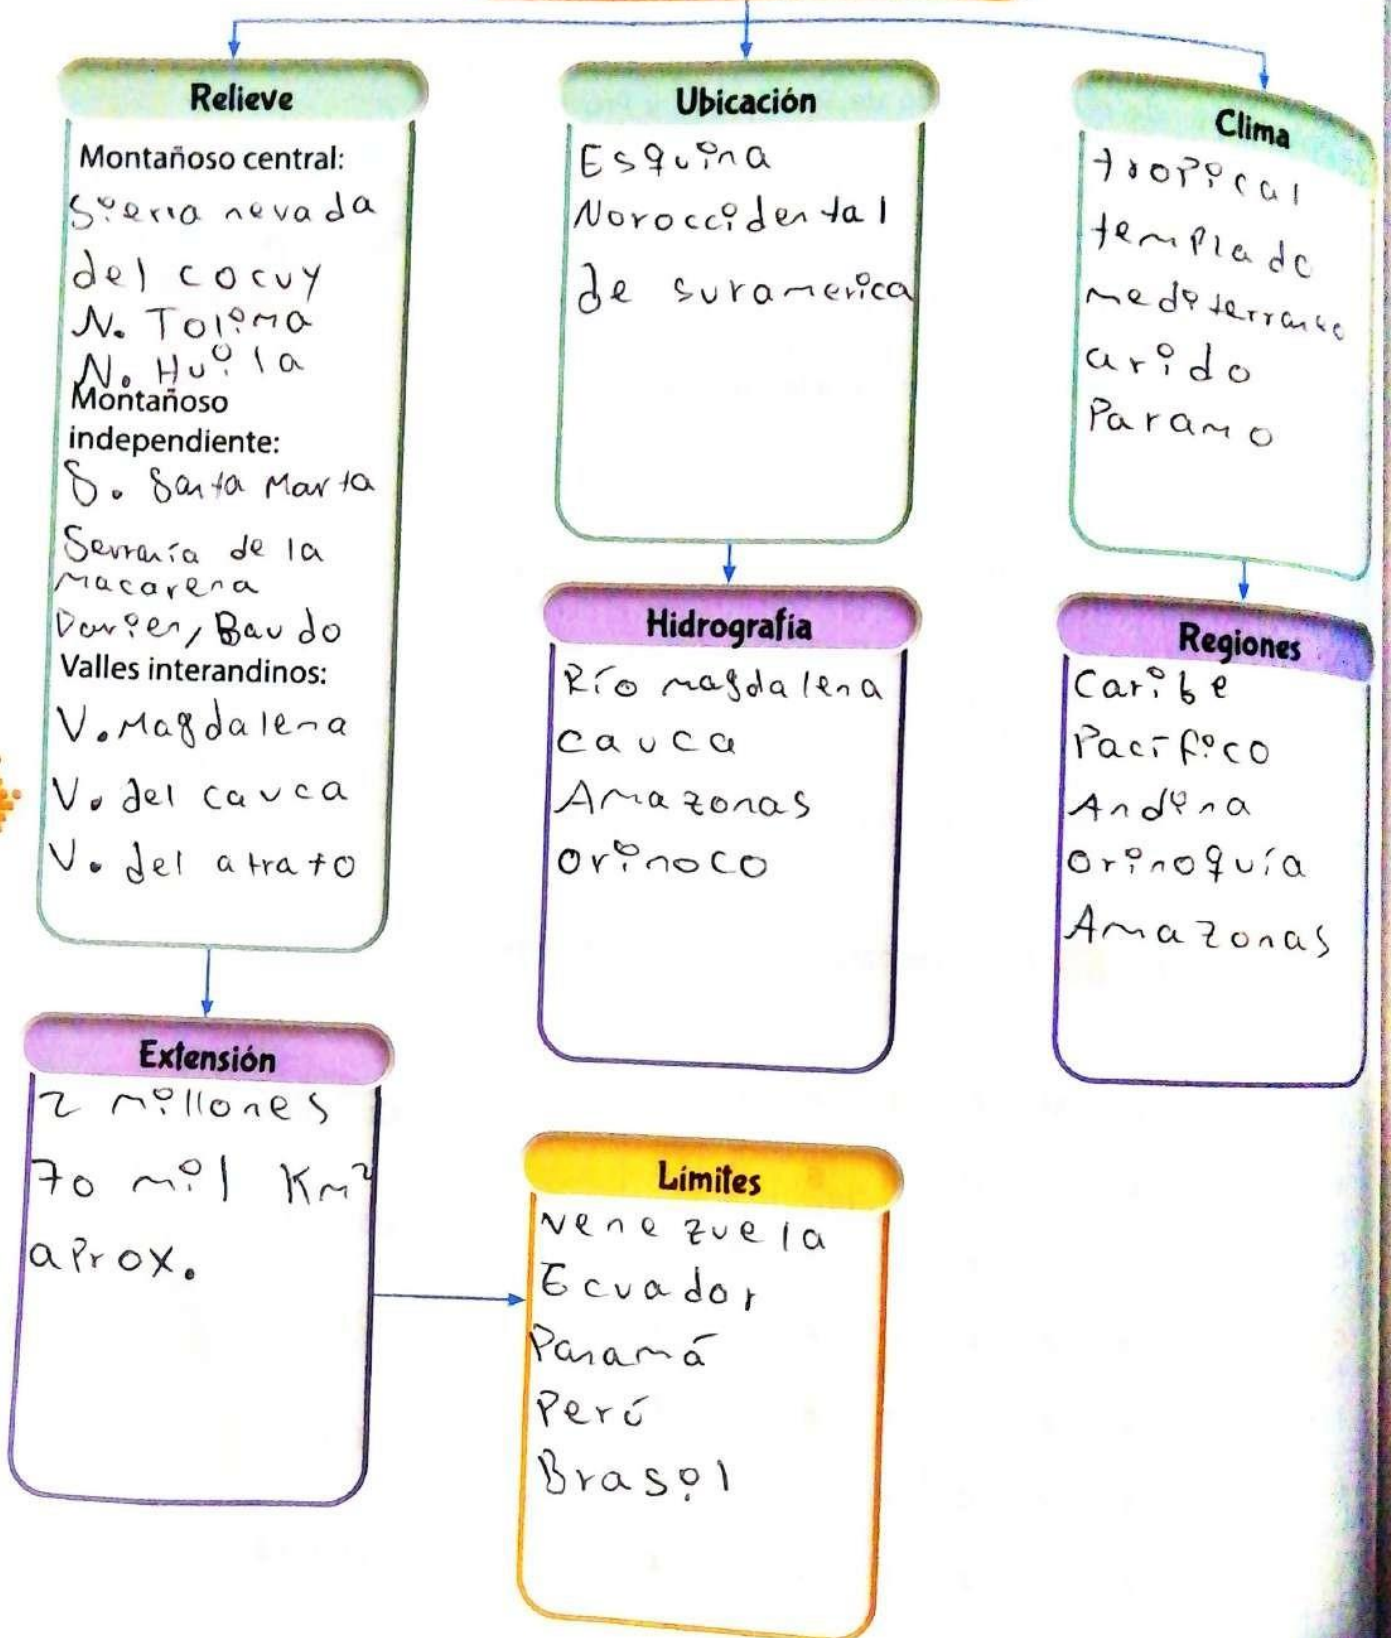 Relieve
Montañoso central:
Sierra nevada
del cocuy
N. Tolima
N. Huila
Montañoso
independiente:
S. Santa Marta
Serranía de la
macarena
Darien, Baudo
Valles interandinos:
V. Magdalena
V. del cauca
V. del atrato
Extensión
2 millones
70 mil Km²
aprox.
Ubicación
Esquina
Noroccidental
de suramerica
Hidrografía
Río magdalena
cauca
Amazonas
orinoco
Límites
Venezuela
Ecuador
Panamá
Perú
Brasil
Clima
tropical
templado
mediterraneo
arido
Paramo
Regiones
Caribe
Pacífico
Andina
orinoquía
Amazonas